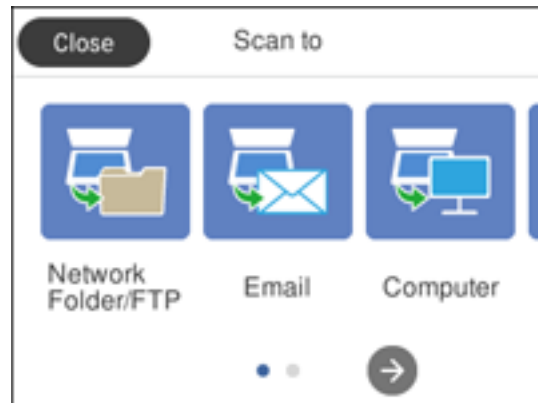 Close
Scan to
Network
Folder/FTP
Email
Computer